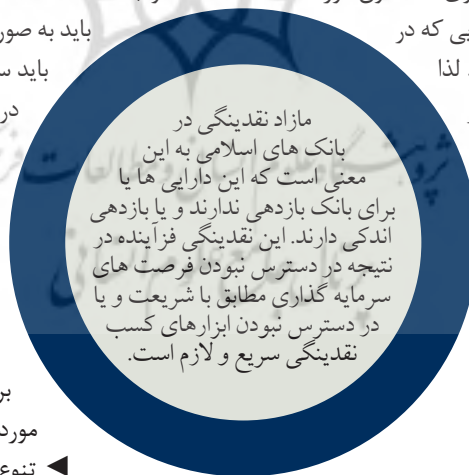 بی که در
باید به صور
لذا
باید س
در
مازاد نقدینگی در
بانک های اسلامی به این
معنی است که این دارایی ها یا
برای بانک بازدهی ندارند و یا بازدهی
اندکی دارند. این نقدینگی فزآینده در
نتیجه در دسترس نبودن فرصت های
سرمایه گذاری مطابق با شریعت و یا
در دسترس نبودن ابزارهای کسب
نقدینگی سریع و لازم است.
بر
مورد
◀ تنوع